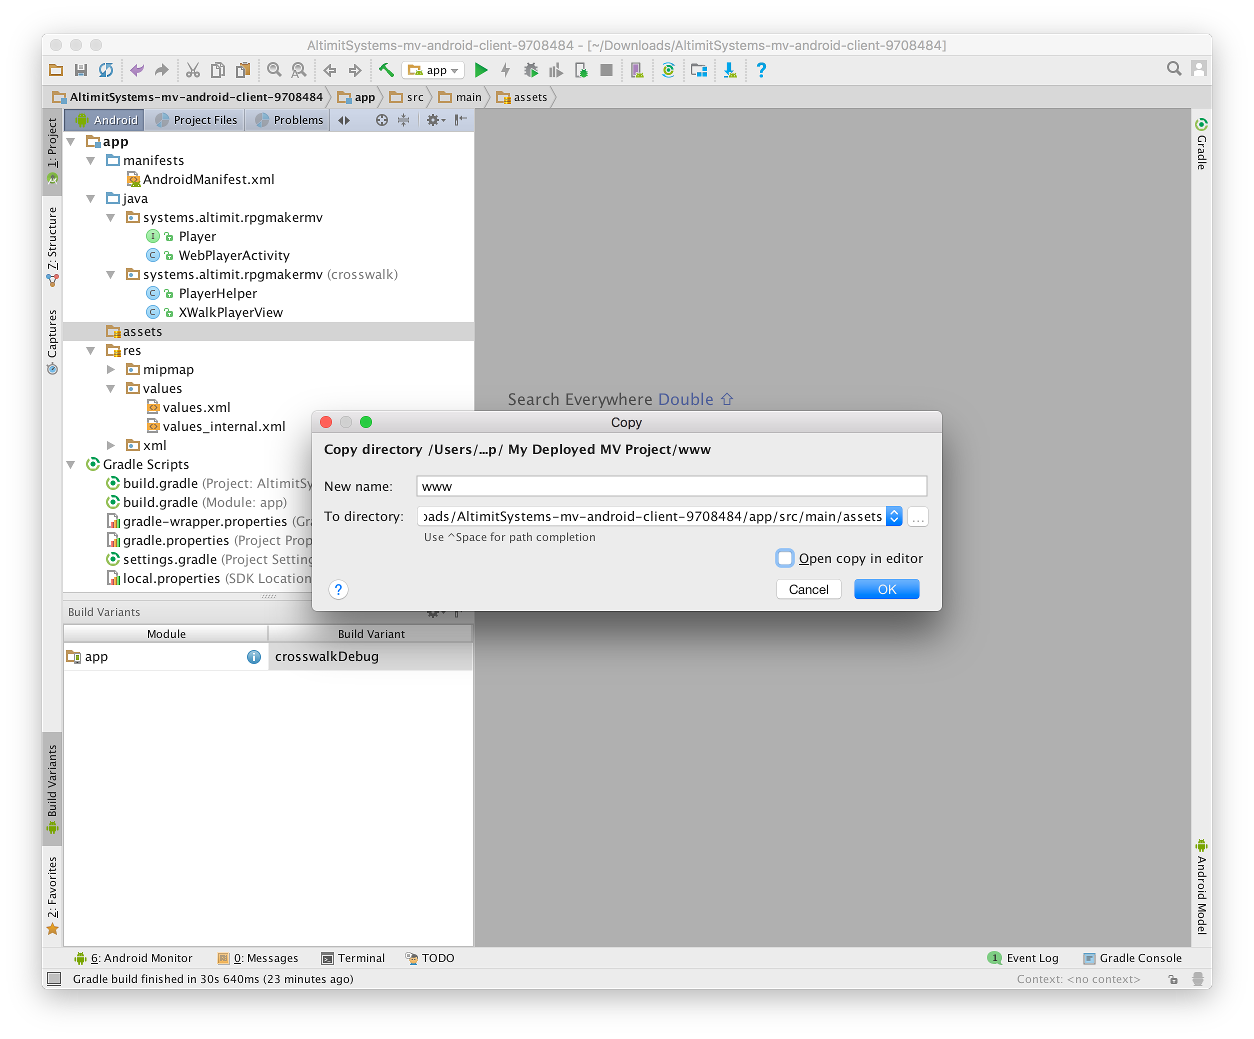 AltimitSystems-mv-android-client-9708484 - [~/Downloads/AltimitSystems-mv-android-client-9708484]
app
AltimitSystems-mv-android-client-9708484 app src main assets
Android Project Files Problems
1: Project
Z: Structure
Captures
Build Variants
2: Favorites
app
manifests
AndroidManifest.xml
java
systems.altimit.rpgmakermv
Player
WebPlayerActivity
systems.altimit.rpgmakermv (crosswalk)
PlayerHelper
XWalkPlayerView
assets
res
mipmap
values
values.xml
values_internal.xml
xml
Gradle Scripts
build.gradle (Project: AltimitSy
build.gradle (Module: app)
gradle-wrapper.properties (Gra
gradle.properties (Project Prop
settings.gradle (Project Setting
local.properties (SDK Location
Search Everywhere Double ⇧
Copy
Copy directory /Users/...p/ My Deployed MV Project/www
New name: www
To directory: oads/AltimitSystems-mv-android-client-9708484/app/src/main/assets ...
Use ^Space for path completion
Open copy in editor
? Cancel OK
Build Variants
Module Build Variant
app crosswalkDebug
Gradle
Android Model
6: Android Monitor 0: Messages Terminal TODO 1 Event Log Gradle Console
Gradle build finished in 30s 640ms (23 minutes ago) Context: <no context>